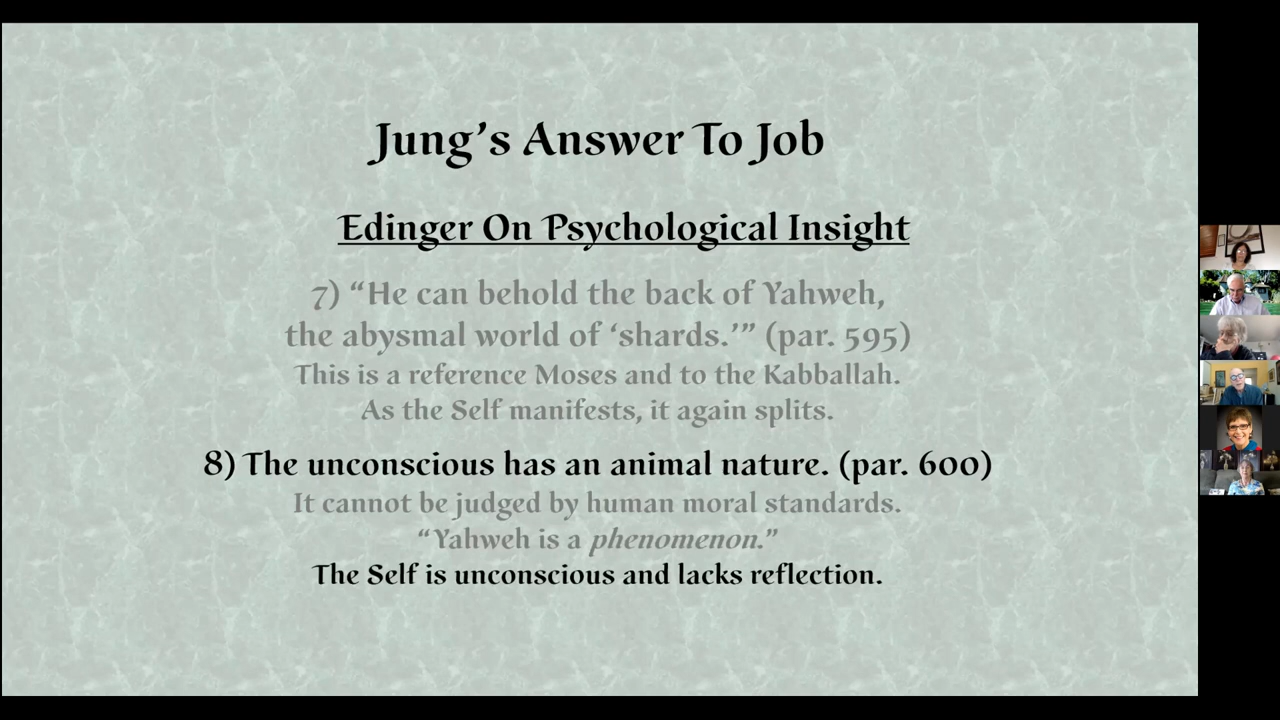 Jung’s Answer To Job
Edinger On Psychological Insight
7) “He can behold the back of Yahweh,
the abysmal world of ‘shards.’” (par. 595)
This is a reference Moses and to the Kabballah.
As the Self manifests, it again splits.
8) The unconscious has an animal nature. (par. 600)
It cannot be judged by human moral standards.
“Yahweh is a phenomenon.”
The Self is unconscious and lacks reflection.